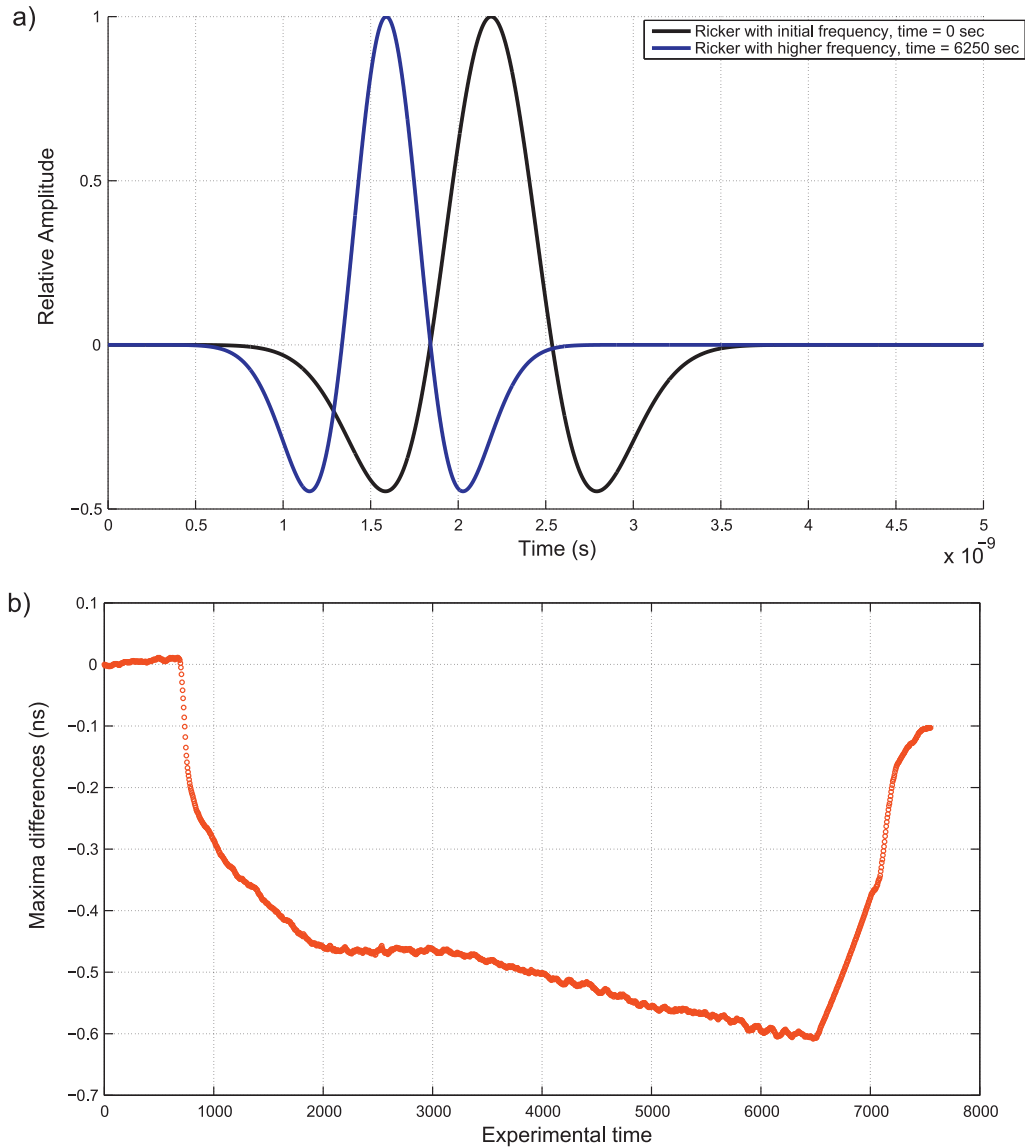 a)
Ricker with initial frequency, time = 0 sec
Ricker with higher frequency, time = 6250 sec
1
0.5
0
−0.5
Relative Amplitude
0 0.5 1 1.5 2 2.5 3 3.5 4 4.5 5
Time (s)
x 10⁻⁹
b)
0.1
0
−0.1
−0.2
−0.3
−0.4
−0.5
−0.6
−0.7
Maxima differences (ns)
0 1000 2000 3000 4000 5000 6000 7000 8000
Experimental time